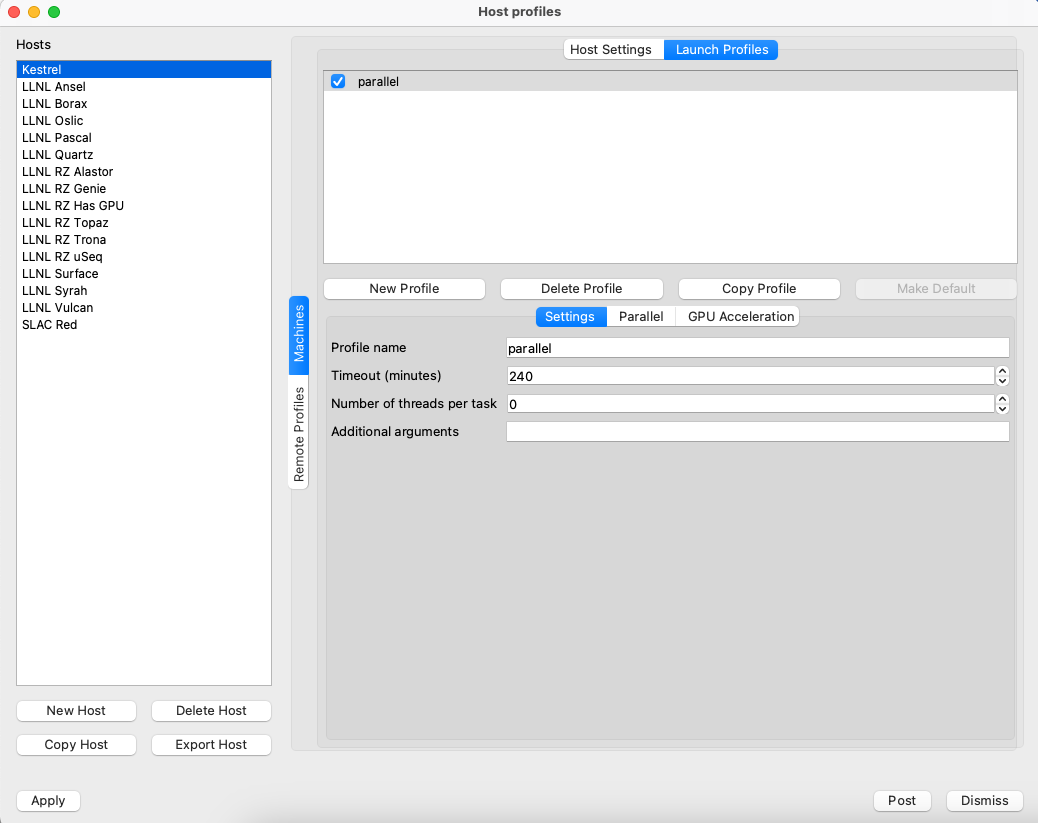 Host profiles
Hosts
Kestrel
LLNL Ansel
LLNL Borax
LLNL Oslic
LLNL Pascal
LLNL Quartz
LLNL RZ Alastor
LLNL RZ Genie
LLNL RZ Has GPU
LLNL RZ Topaz
LLNL RZ Trona
LLNL RZ uSeq
LLNL Surface
LLNL Syrah
LLNL Vulcan
SLAC Red
New Host
Delete Host
Copy Host
Export Host
Machines
Remote Profiles
Host Settings
Launch Profiles
parallel
New Profile
Delete Profile
Copy Profile
Make Default
Settings
Parallel
GPU Acceleration
Profile name
parallel
Timeout (minutes)
240
Number of threads per task
0
Additional arguments
Apply
Post
Dismiss